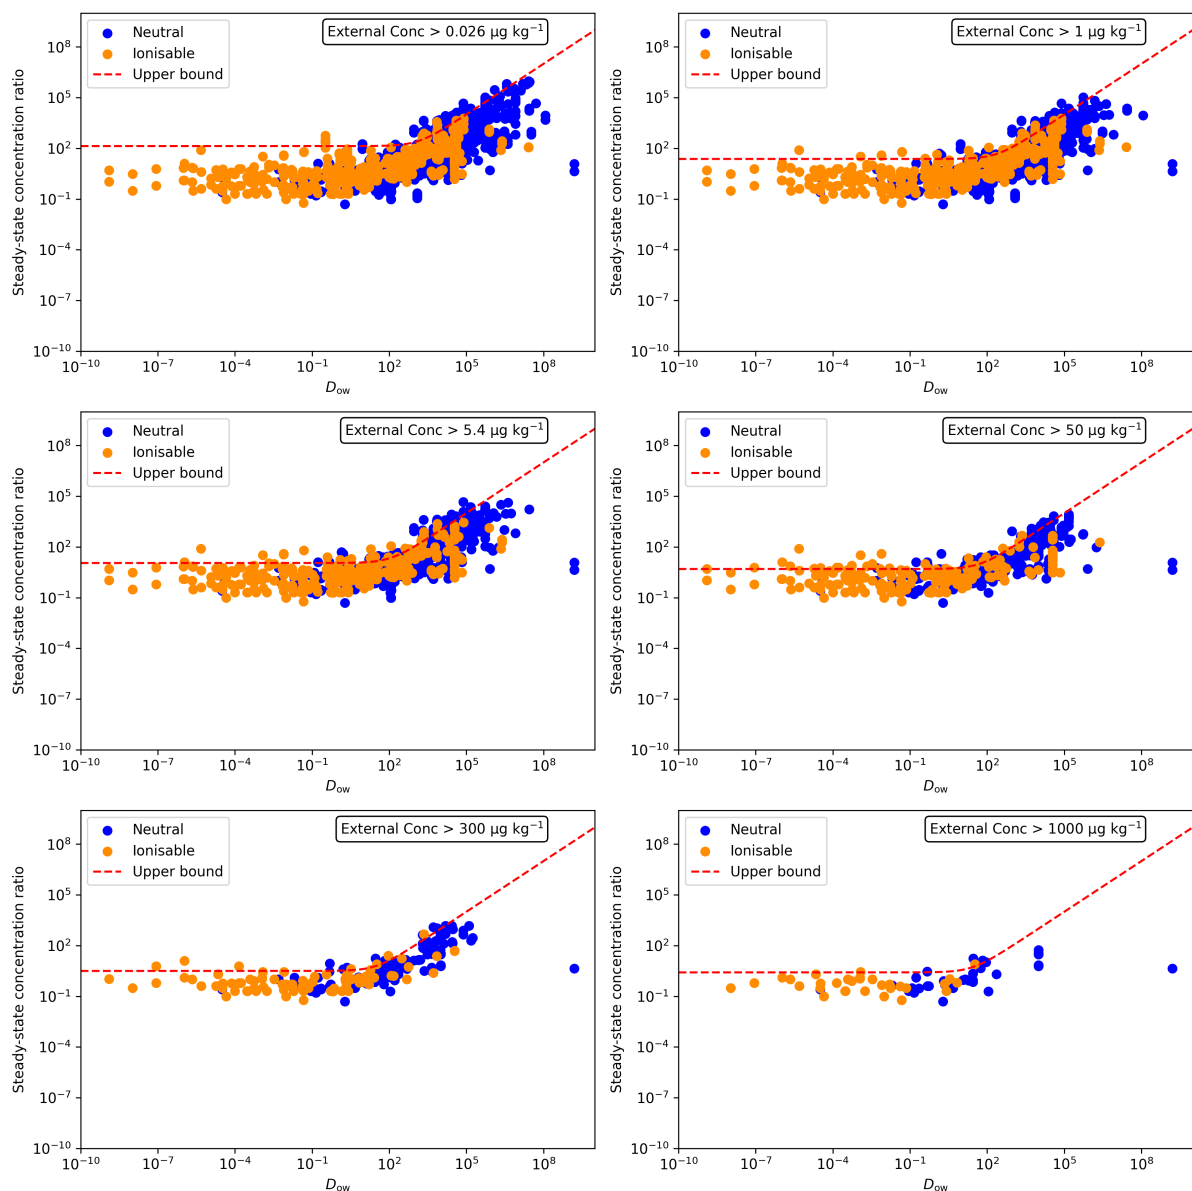 External Conc > 0.026 µg kg⁻¹
Neutral
Ionisable
Upper bound
Steady-state concentration ratio
10⁸
10⁵
10²
10⁻¹
10⁻⁴
10⁻⁷
10⁻¹⁰
10⁻¹⁰ 10⁻⁷ 10⁻⁴ 10⁻¹ 10² 10⁵ 10⁸
D_ow
External Conc > 1 µg kg⁻¹
Neutral
Ionisable
Upper bound
Steady-state concentration ratio
10⁸
10⁵
10²
10⁻¹
10⁻⁴
10⁻⁷
10⁻¹⁰
10⁻¹⁰ 10⁻⁷ 10⁻⁴ 10⁻¹ 10² 10⁵ 10⁸
D_ow
External Conc > 5.4 µg kg⁻¹
Neutral
Ionisable
Upper bound
Steady-state concentration ratio
10⁸
10⁵
10²
10⁻¹
10⁻⁴
10⁻⁷
10⁻¹⁰
10⁻¹⁰ 10⁻⁷ 10⁻⁴ 10⁻¹ 10² 10⁵ 10⁸
D_ow
External Conc > 50 µg kg⁻¹
Neutral
Ionisable
Upper bound
Steady-state concentration ratio
10⁸
10⁵
10²
10⁻¹
10⁻⁴
10⁻⁷
10⁻¹⁰
10⁻¹⁰ 10⁻⁷ 10⁻⁴ 10⁻¹ 10² 10⁵ 10⁸
D_ow
External Conc > 300 µg kg⁻¹
Neutral
Ionisable
Upper bound
Steady-state concentration ratio
10⁸
10⁵
10²
10⁻¹
10⁻⁴
10⁻⁷
10⁻¹⁰
10⁻¹⁰ 10⁻⁷ 10⁻⁴ 10⁻¹ 10² 10⁵ 10⁸
D_ow
External Conc > 1000 µg kg⁻¹
Neutral
Ionisable
Upper bound
Steady-state concentration ratio
10⁸
10⁵
10²
10⁻¹
10⁻⁴
10⁻⁷
10⁻¹⁰
10⁻¹⁰ 10⁻⁷ 10⁻⁴ 10⁻¹ 10² 10⁵ 10⁸
D_ow